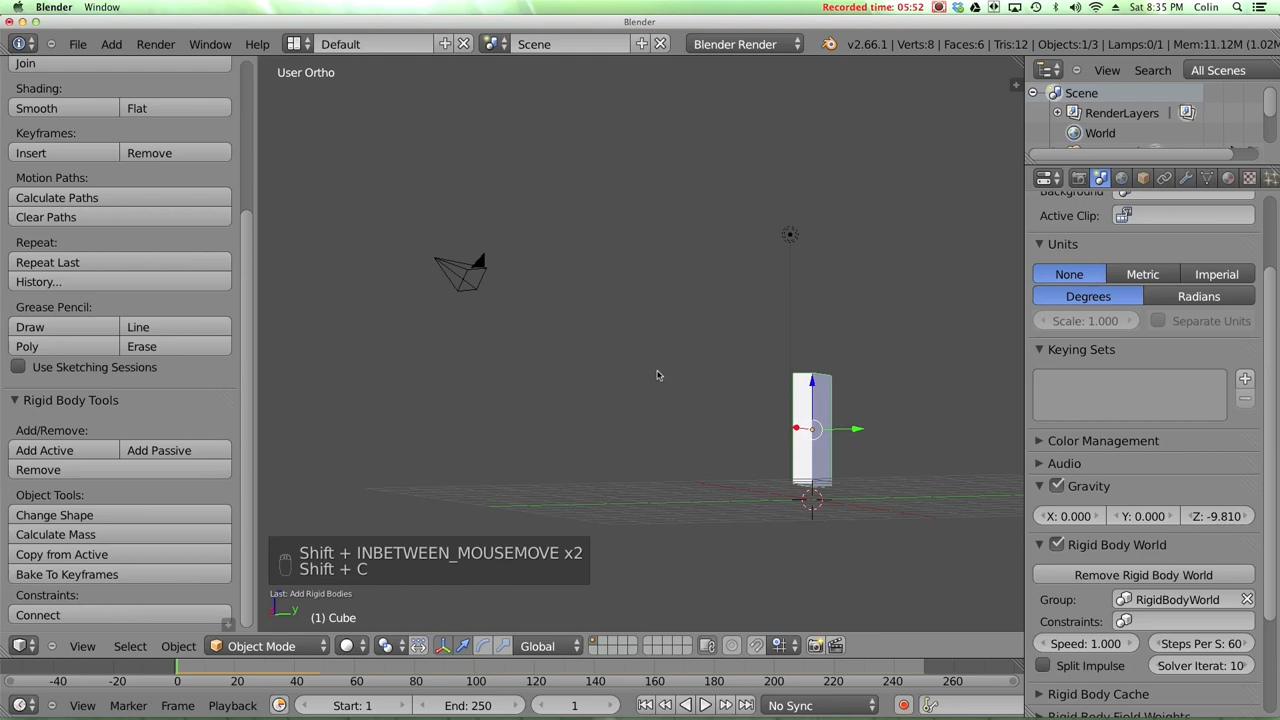 Blender Window Recorded time: 05:52 Sat 8:35 PM Colin
Blender
File Add Render Window Help Default Scene Blender Render v2.66.1 | Verts:8 | Faces:6 | Tris:12 | Objects:1/3 | Lamps:0/1 | Mem:11.12M (1.02M
Join
Shading:
Smooth Flat
Keyframes:
Insert Remove
Motion Paths:
Calculate Paths
Clear Paths
Repeat:
Repeat Last
History...
Grease Pencil:
Draw Line
Poly Erase
Use Sketching Sessions
Rigid Body Tools
Add/Remove:
Add Active Add Passive
Remove
Object Tools:
Change Shape
Calculate Mass
Copy from Active
Bake To Keyframes
Constraints:
Connect
User Ortho
Shift + INBETWEEN_MOUSEMOVE x2
Shift + C
Last: Add Rigid Bodies
y
(1) Cube
View Select Object Object Mode Global
View Search All Scenes
Scene
RenderLayers |
World
Background
Active Clip:
Units
None Metric Imperial
Degrees Radians
Scale: 1.000 Separate Units
Keying Sets
Color Management
Audio
Gravity
X: 0.000 Y: 0.000 Z: -9.810
Rigid Body World
Remove Rigid Body World
Group: RigidBodyWorld
Constraints:
Speed: 1.000 Steps Per S: 60
Split Impulse Solver Iterat: 10
Rigid Body Cache
Rigid Body Field Weights
-40 -20 0 20 40 60 80 100 120 140 160 180 200 220 240 260
View Marker Frame Playback Start: 1 End: 250 1 No Sync